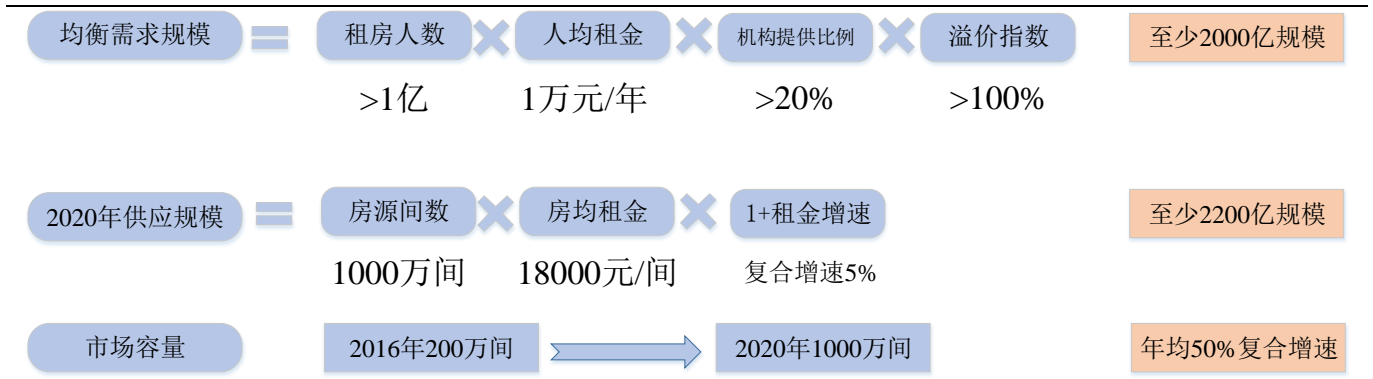 均衡需求规模 = 租房人数 × 人均租金 × 机构提供比例 × 溢价指数 至少2000亿规模
>1亿 1万元/年 >20% >100%
2020年供应规模 = 房源间数 × 房均租金 × 1+租金增速 至少2200亿规模
1000万间 18000元/间 复合增速5%
市场容量 2016年200万间 2020年1000万间 年均50%复合增速